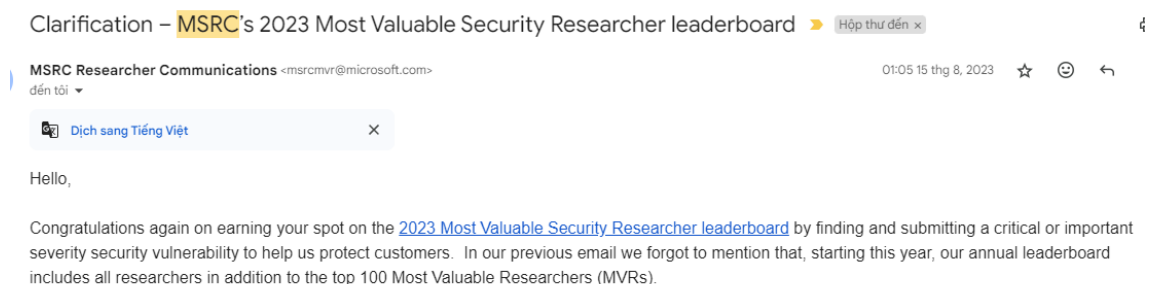 Clarification – MSRC's 2023 Most Valuable Security Researcher leaderboard Hộp thư đến ×
MSRC Researcher Communications <msrcmvr@microsoft.com> 01:05 15 thg 8, 2023
đến tôi
Dịch sang Tiếng Việt ×
Hello,
Congratulations again on earning your spot on the 2023 Most Valuable Security Researcher leaderboard by finding and submitting a critical or important
severity security vulnerability to help us protect customers.  In our previous email we forgot to mention that, starting this year, our annual leaderboard
includes all researchers in addition to the top 100 Most Valuable Researchers (MVRs).